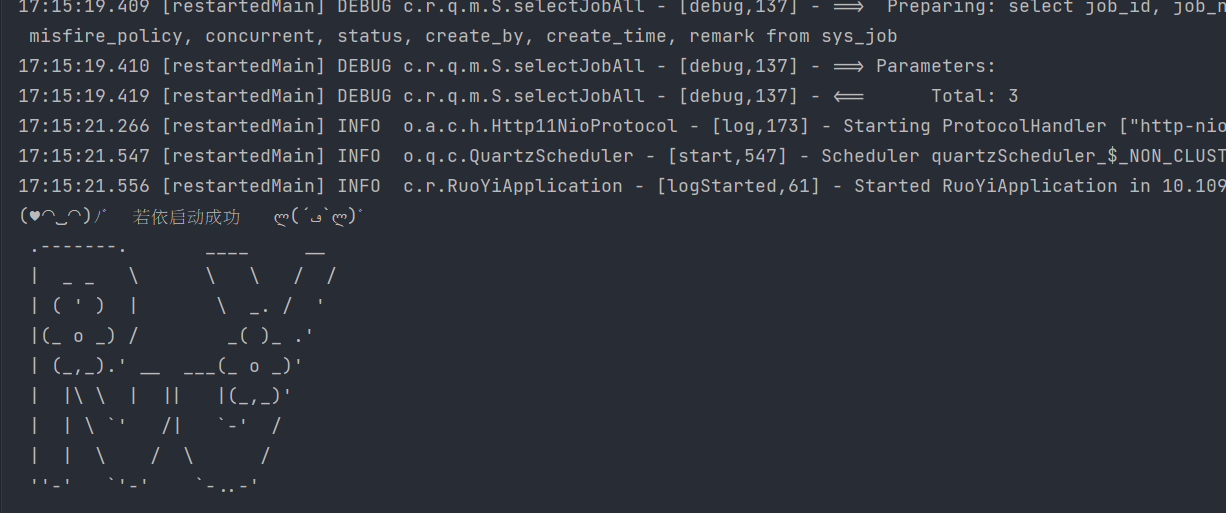 17:15:19.409 [restartedMain] DEBUG c.r.q.m.S.selectJobAll - [debug,137] - ==>  Preparing: select job_id, job_n
 misfire_policy, concurrent, status, create_by, create_time, remark from sys_job
17:15:19.410 [restartedMain] DEBUG c.r.q.m.S.selectJobAll - [debug,137] - ==> Parameters:
17:15:19.419 [restartedMain] DEBUG c.r.q.m.S.selectJobAll - [debug,137] - <==      Total: 3
17:15:21.266 [restartedMain] INFO  o.a.c.h.Http11NioProtocol - [log,173] - Starting ProtocolHandler ["http-nio
17:15:21.547 [restartedMain] INFO  o.q.c.QuartzScheduler - [start,547] - Scheduler quartzScheduler_$_NON_CLUST
17:15:21.556 [restartedMain] INFO  c.r.RuoYiApplication - [logStarted,61] - Started RuoYiApplication in 10.109
(♥◠‿◠)ﾉﾞ  若依启动成功   ლ(´ڡ`ლ)ﾞ
 .-------.       ____     __
 |  _ _   \      \   \   /  /
 | ( ' )  |       \  _. /  '
 |(_ o _) /        _( )_ .'
 | (_,_).' __  ___(_ o _)'
 |  |\ \  |  ||   |(_,_)'
 |  | \ `'   /|   `-'  /
 |  |  \    /  \      /
 ''-'   `'-'    `-..-'